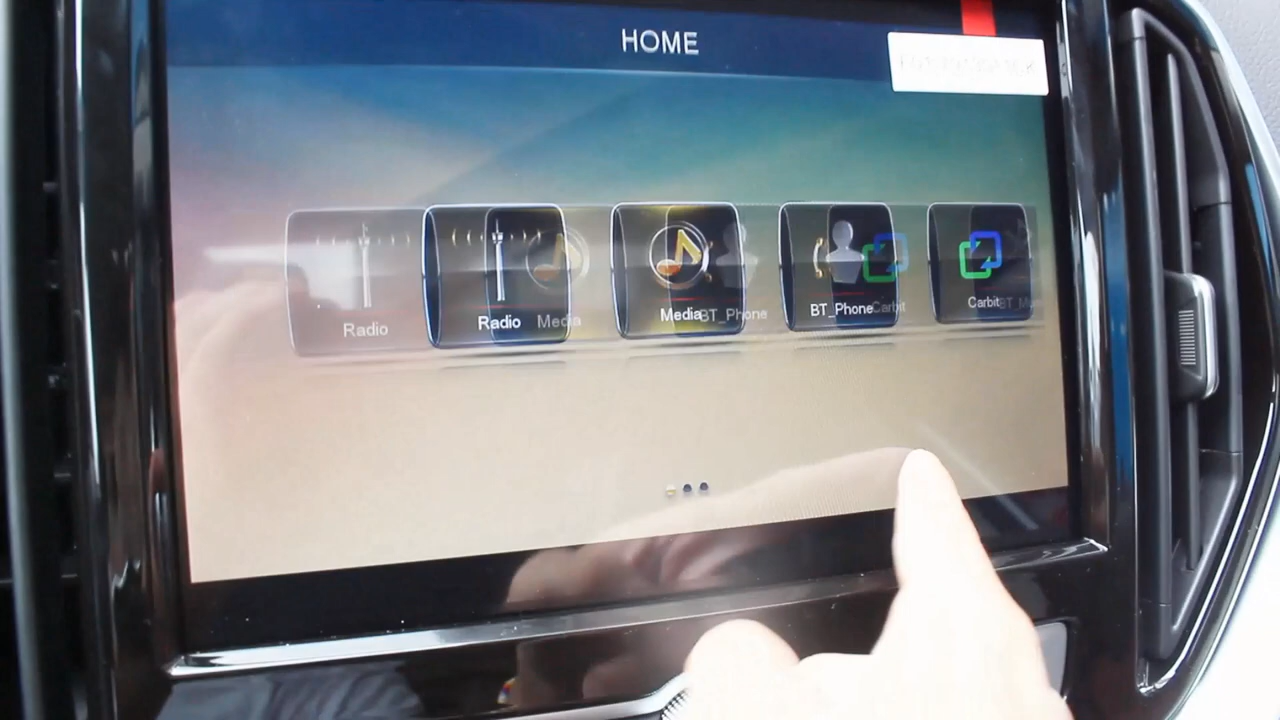 HOME
Radio
Radio
Media
Media
BT_Phone
BT_Phone
Carbit
Carbit